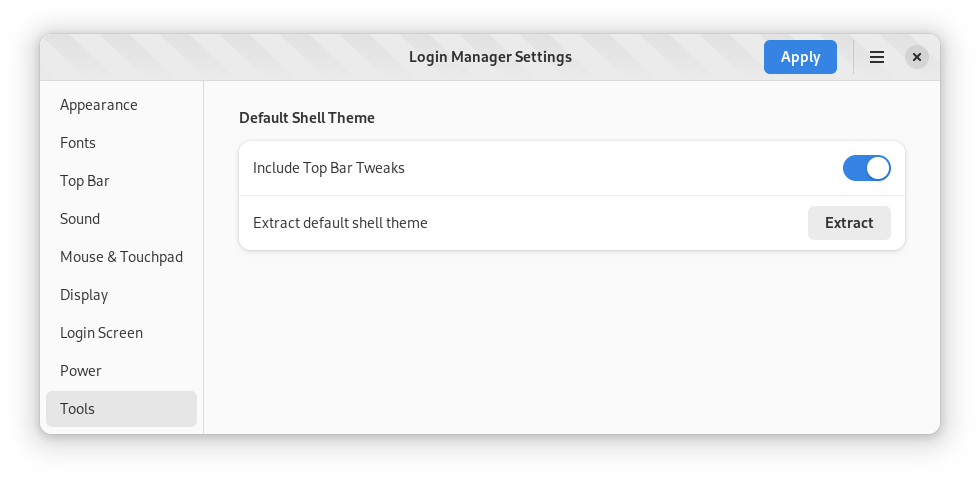 Login Manager Settings
Apply
Appearance
Fonts
Top Bar
Sound
Mouse & Touchpad
Display
Login Screen
Power
Tools
Default Shell Theme
Include Top Bar Tweaks
Extract default shell theme
Extract